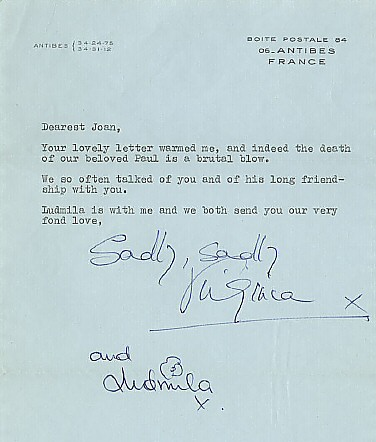 ANTIBES { 34-24-75
34-31-12
BOITE POSTALE 84
06-ANTIBES
FRANCE
Dearest Joan,
Your lovely letter warmed me, and indeed the death
of our beloved Paul is a brutal blow.
We so often talked of you and of his long friend-
ship with you.
Ludmila is with me and we both send you our very
fond love,
Sadly, sadly
Virginia x
and
Ludmila
x.